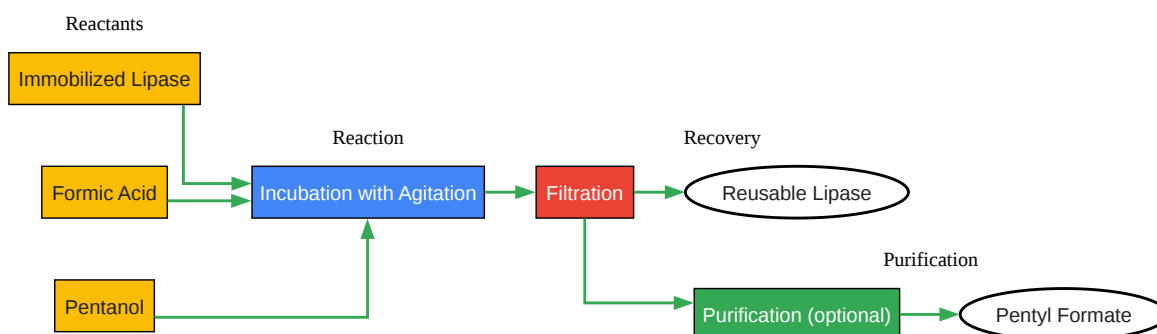 Reactants
Immobilized Lipase
Reaction
Recovery
Formic Acid
Incubation with Agitation
Filtration
Reusable Lipase
Purification
Pentanol
Purification (optional)
Pentyl Formate